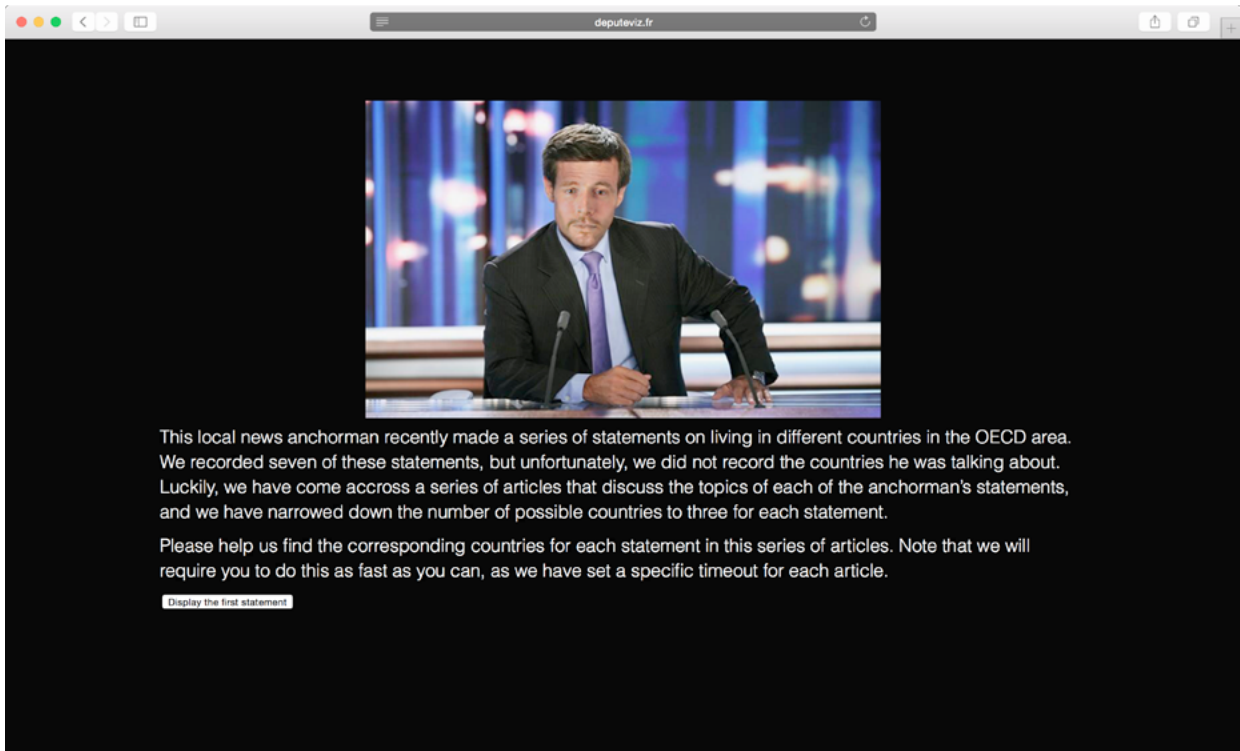 deputeviz.fr
This local news anchorman recently made a series of statements on living in different countries in the OECD area.
We recorded seven of these statements, but unfortunately, we did not record the countries he was talking about.
Luckily, we have come accross a series of articles that discuss the topics of each of the anchorman's statements,
and we have narrowed down the number of possible countries to three for each statement.
Please help us find the corresponding countries for each statement in this series of articles. Note that we will
require you to do this as fast as you can, as we have set a specific timeout for each article.
Display the first statement